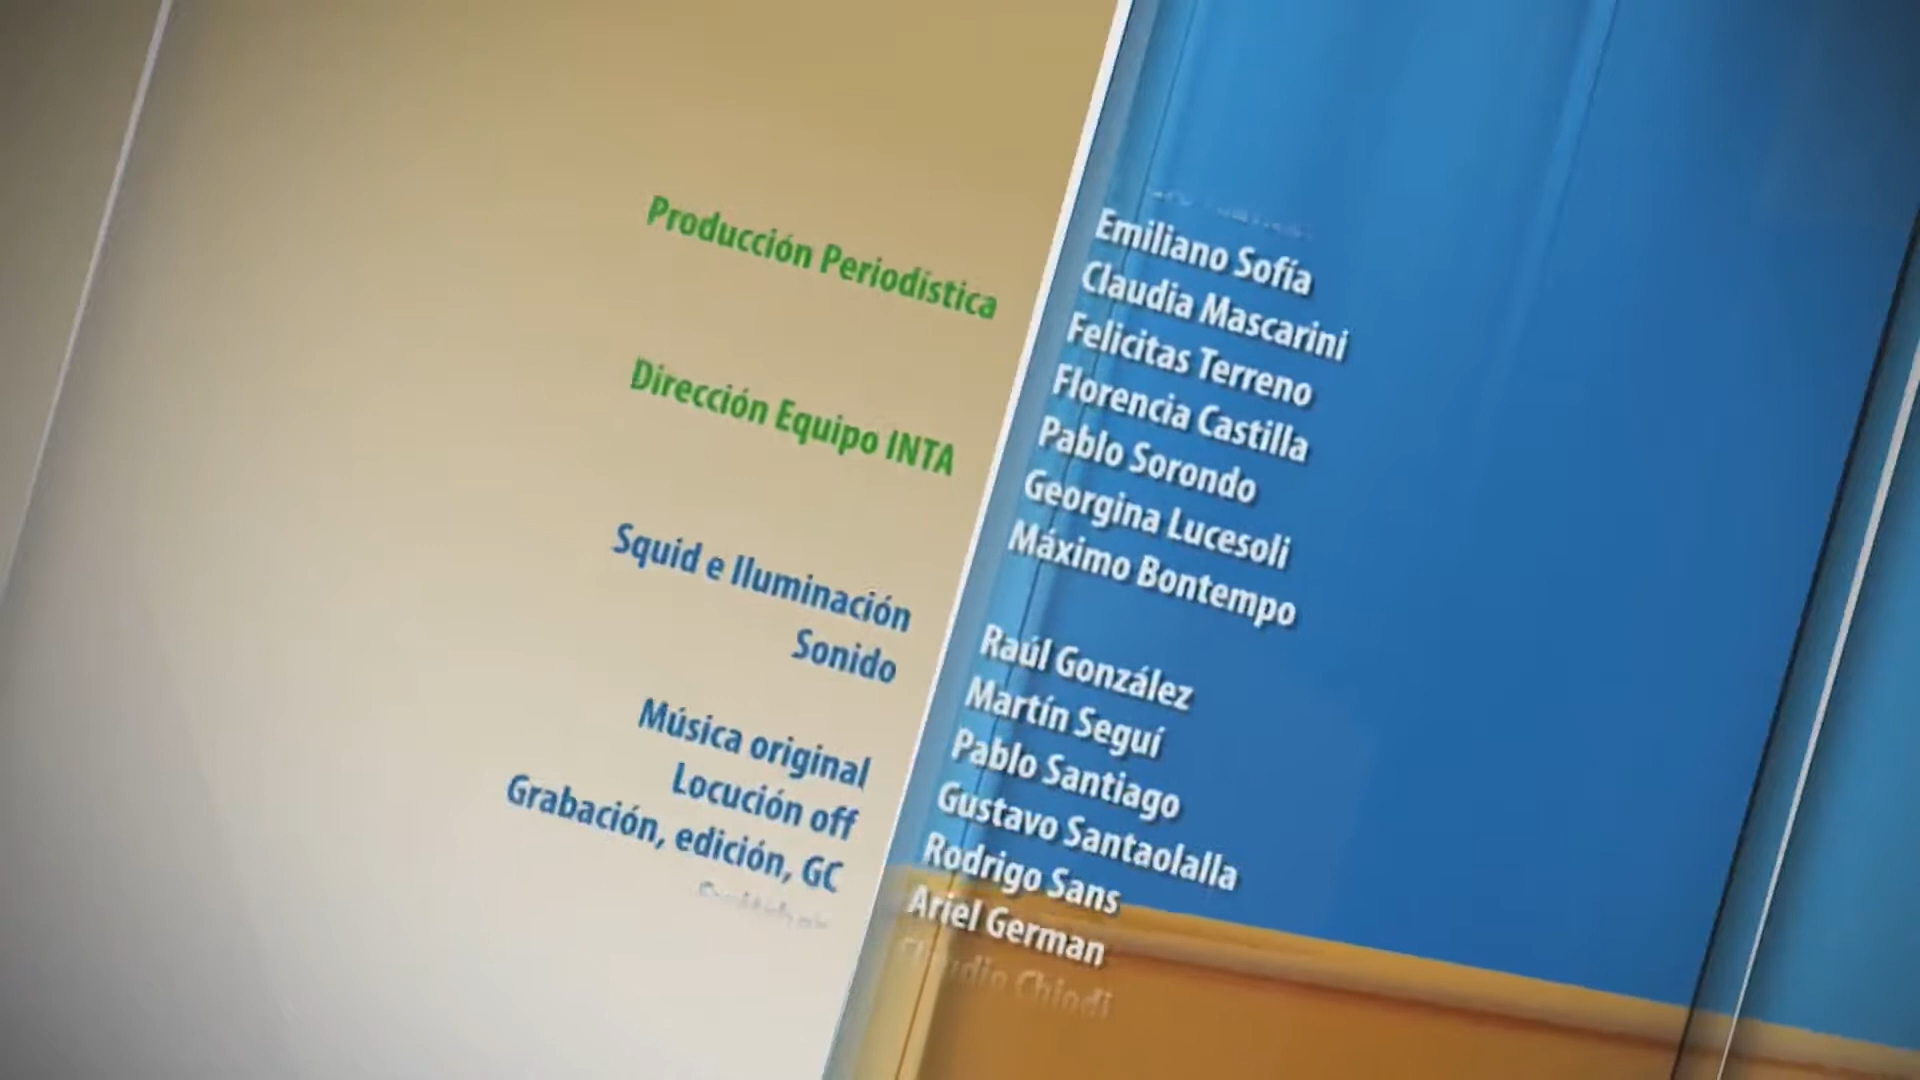 Producción Periodística
Dirección Equipo INTA
Squid e Iluminación
Sonido
Música original
Locución off
Grabación, edición, GC
Emiliano Sofía
Claudia Mascarini
Felicitas Terreno
Florencia Castilla
Pablo Sorondo
Georgina Lucesoli
Máximo Bontempo
Raúl González
Martín Seguí
Pablo Santiago
Gustavo Santaolalla
Rodrigo Sans
Ariel German
Claudio Chiodi